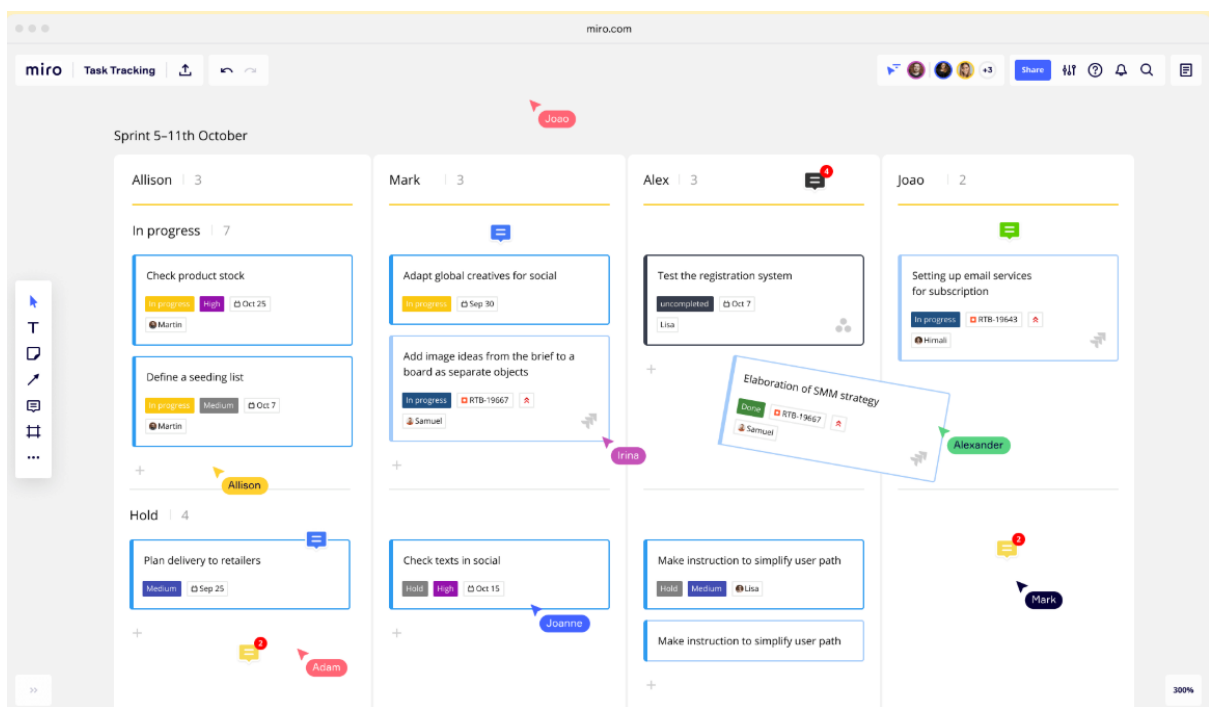 miro.com
miro
Task Tracking
+3
Share
Joao
Sprint 5–11th October
Allison 3
Mark 3
Alex 3
4
Joao 2
In progress 7
Check product stock
In progress High Oct 25
Martin
Define a seeding list
In progress Medium Oct 7
Martin
+
Allison
Adapt global creatives for social
In progress Sep 30
Add image ideas from the brief to a
board as separate objects
In progress RTB-19667
Samuel
+
Irina
Test the registration system
uncompleted Oct 7
Lisa
+
Elaboration of SMM strategy
Done RTB-19667
Samuel
Alexander
Setting up email services
for subscription
In progress RTB-19643
Himali
T
Hold 4
Plan delivery to retailers
Medium Sep 25
+
2
Adam
Check texts in social
Hold High Oct 15
+
Joanne
Make instruction to simplify user path
Hold Medium Lisa
Make instruction to simplify user path
+
2
Mark
300%